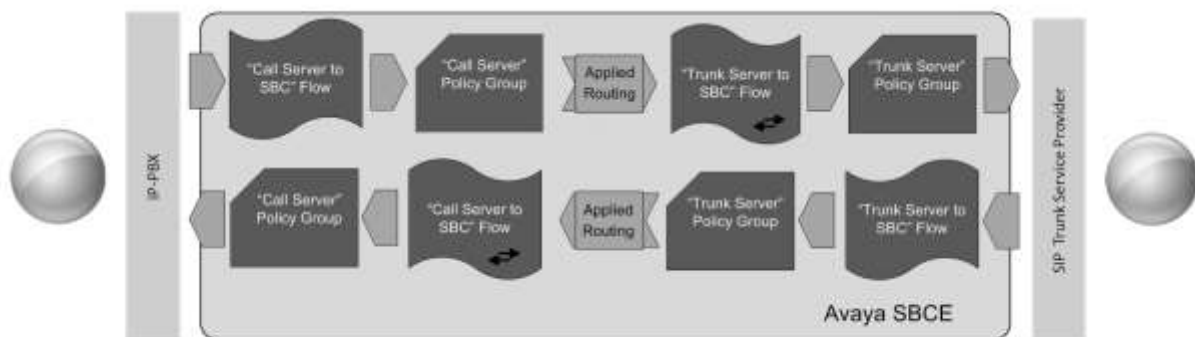 IP-PBX
"Call Server to
SBC" Flow
"Call Server"
Policy Group
Applied
Routing
"Trunk Server to
SBC" Flow
"Trunk Server"
Policy Group
"Call Server"
Policy Group
"Call Server to
SBC" Flow
Applied
Routing
"Trunk Server"
Policy Group
"Trunk Server to
SBC" Flow
SIP Trunk Service Provider
Avaya SBCE